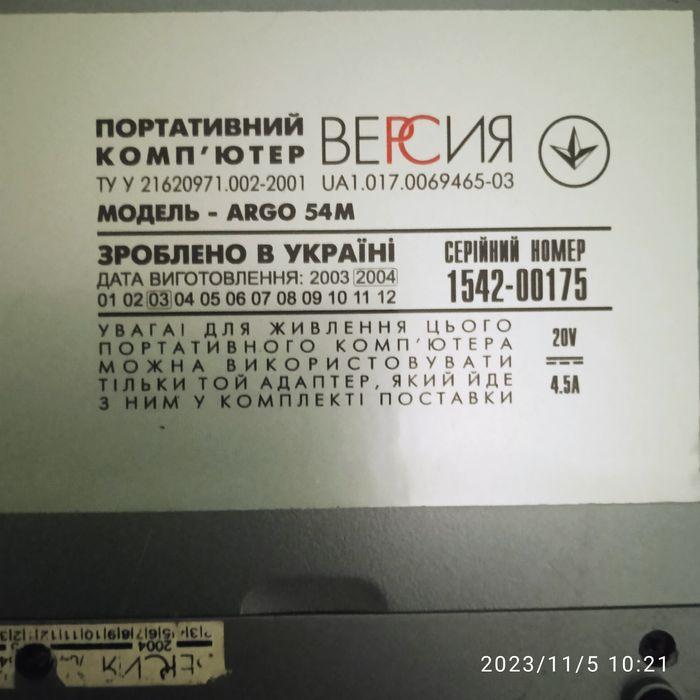 ПОРТАТИВНИЙ
КОМП'ЮТЕР
ВЕРСИЯ
ТУ У 21620971.002-2001 UA1.017.0069465-03
МОДЕЛЬ - ARGO 54M
ЗРОБЛЕНО В УКРАЇНІ
ДАТА ВИГОТОВЛЕННЯ: 2003 2004
01 02 03 04 05 06 07 08 09 10 11 12
СЕРІЙНИЙ НОМЕР
1542-00175
УВАГА! ДЛЯ ЖИВЛЕННЯ ЦЬОГО
ПОРТАТИВНОГО КОМП'ЮТЕРА
МОЖНА ВИКОРИСТОВУВАТИ
ТІЛЬКИ ТОЙ АДАПТЕР, ЯКИЙ ЙДЕ
З НИМ У КОМПЛЕКТІ ПОСТАВКИ
20V
4.5A
2004
2023/11/5 10:21